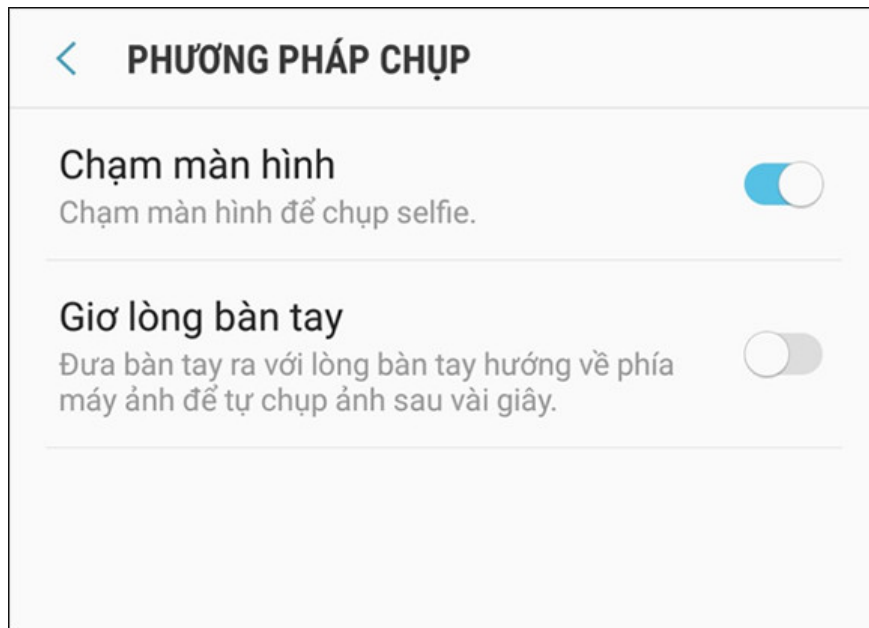 PHƯƠNG PHÁP CHỤP
Chạm màn hình
Chạm màn hình để chụp selfie.
Giơ lòng bàn tay
Đưa bàn tay ra với lòng bàn tay hướng về phía
máy ảnh để tự chụp ảnh sau vài giây.